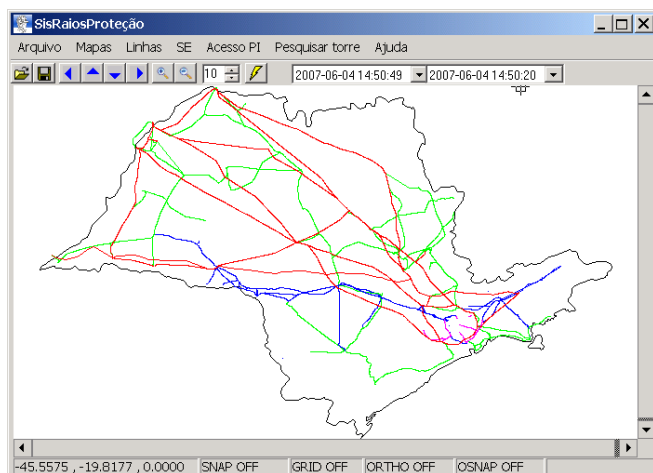 SisRaiosProteção
Arquivo Mapas Linhas SE Acesso PI Pesquisar torre Ajuda
10 2007-06-04 14:50:49 2007-06-04 14:50:20
-45.5575 , -19.8177 , 0.0000 SNAP OFF GRID OFF ORTHO OFF OSNAP OFF